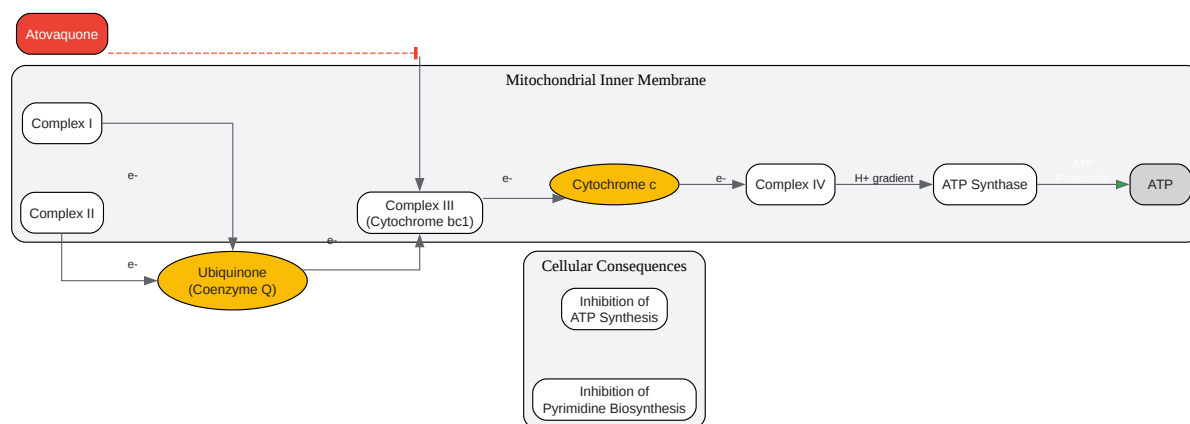 Atovaquone
Mitochondrial Inner Membrane
Complex I
e-
Complex II
e-
Ubiquinone
(Coenzyme Q)
e-
Complex III
(Cytochrome bc1)
e-
Cytochrome c
e-
Complex IV
H+ gradient
ATP Synthase
ATP
Production
ATP
Cellular Consequences
Inhibition of
ATP Synthesis
Inhibition of
Pyrimidine Biosynthesis